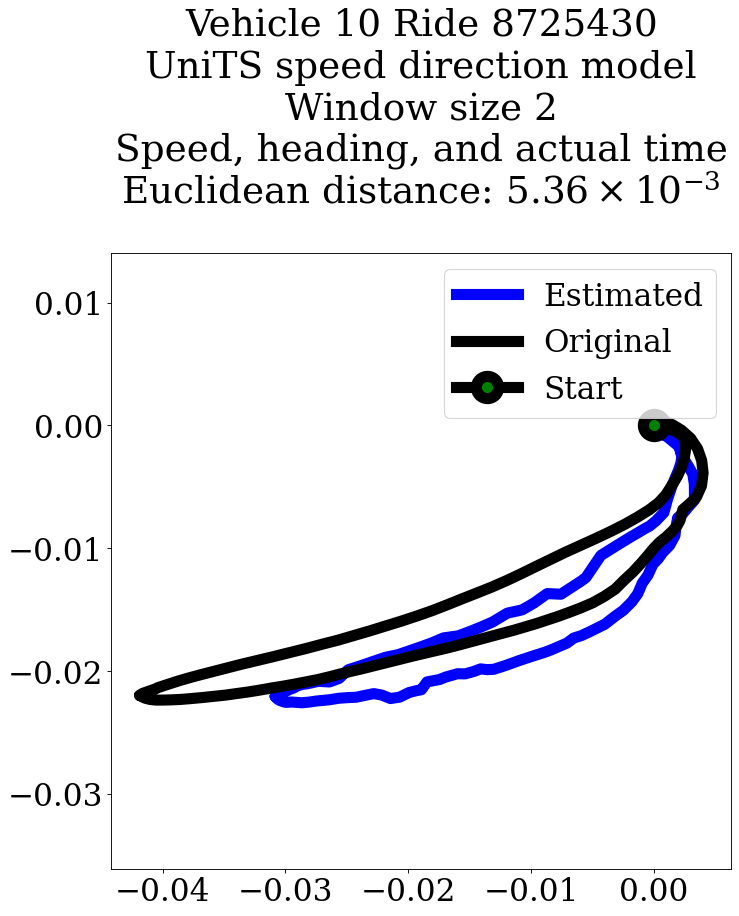 Vehicle 10 Ride 8725430
UniTS speed direction model
Window size 2
Speed, heading, and actual time
Euclidean distance: 5.36 × 10⁻³
Estimated
Original
Start
0.01
0.00
−0.01
−0.02
−0.03
−0.04 −0.03 −0.02 −0.01 0.00